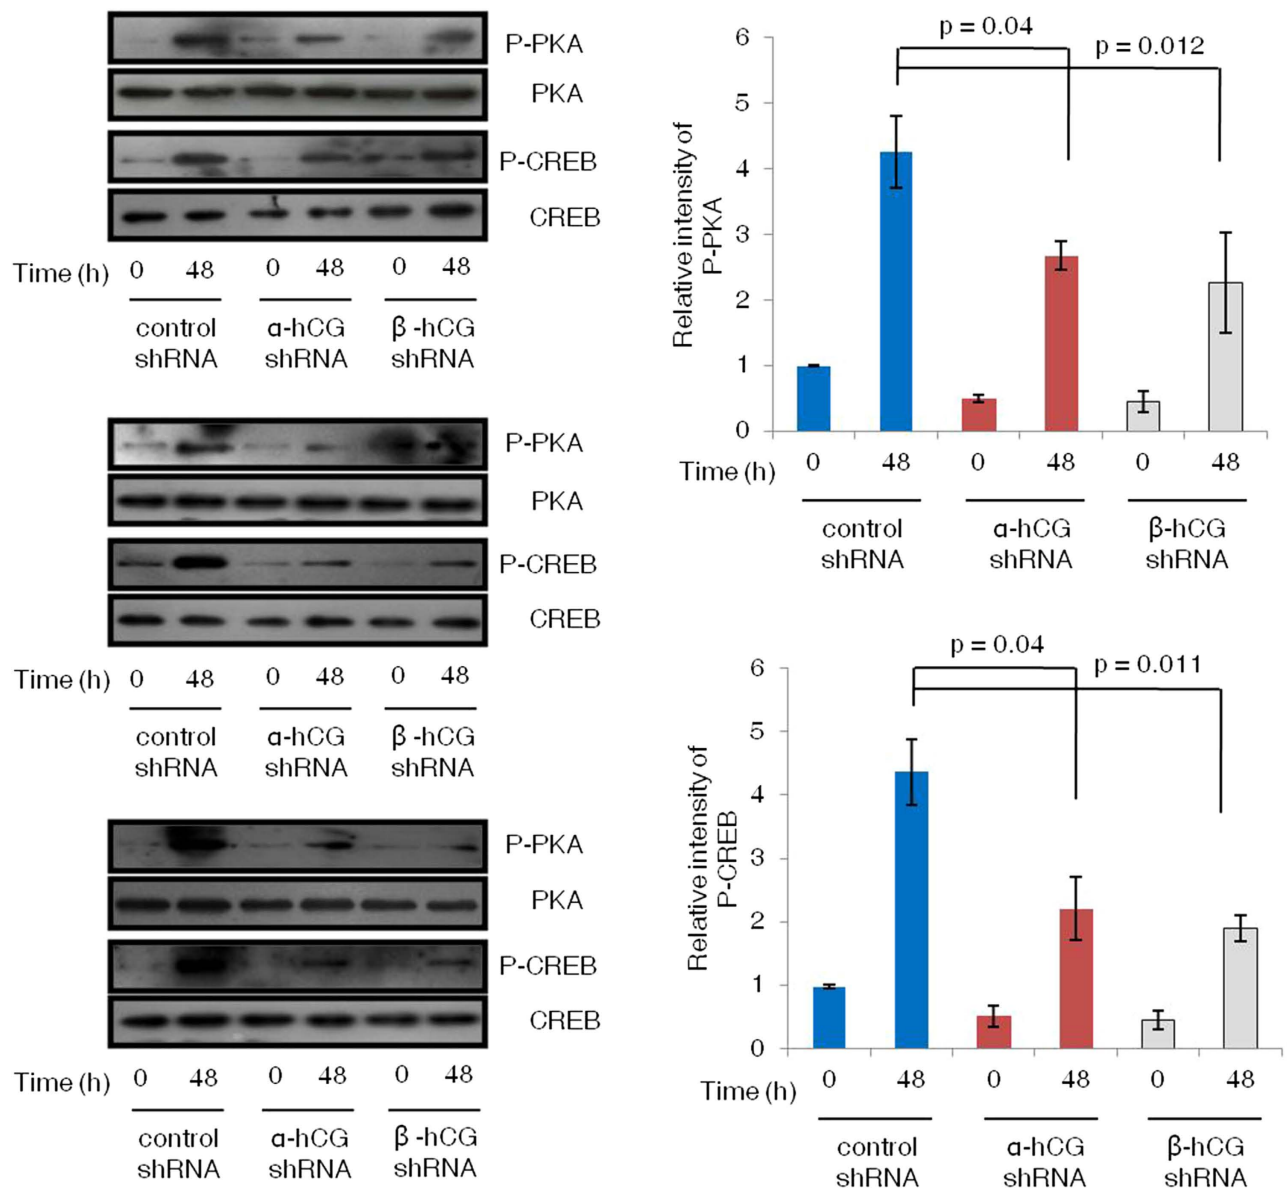 P-PKA
PKA
P-CREB
CREB
Time (h) 0 48 0 48 0 48
control α-hCG β -hCG
shRNA shRNA shRNA
P-PKA
PKA
P-CREB
CREB
Time (h) 0 48 0 48 0 48
control α-hCG β -hCG
shRNA shRNA shRNA
P-PKA
PKA
P-CREB
CREB
Time (h) 0 48 0 48 0 48
control α-hCG β -hCG
shRNA shRNA shRNA
p = 0.04
p = 0.012
Relative intensity of
P-PKA
6
5
4
3
2
1
0
Time (h) 0 48 0 48 0 48
control α-hCG β-hCG
shRNA shRNA shRNA
p = 0.04
p = 0.011
Relative intensity of
P-CREB
6
5
4
3
2
1
0
Time (h) 0 48 0 48 0 48
control α-hCG β-hCG
shRNA shRNA shRNA